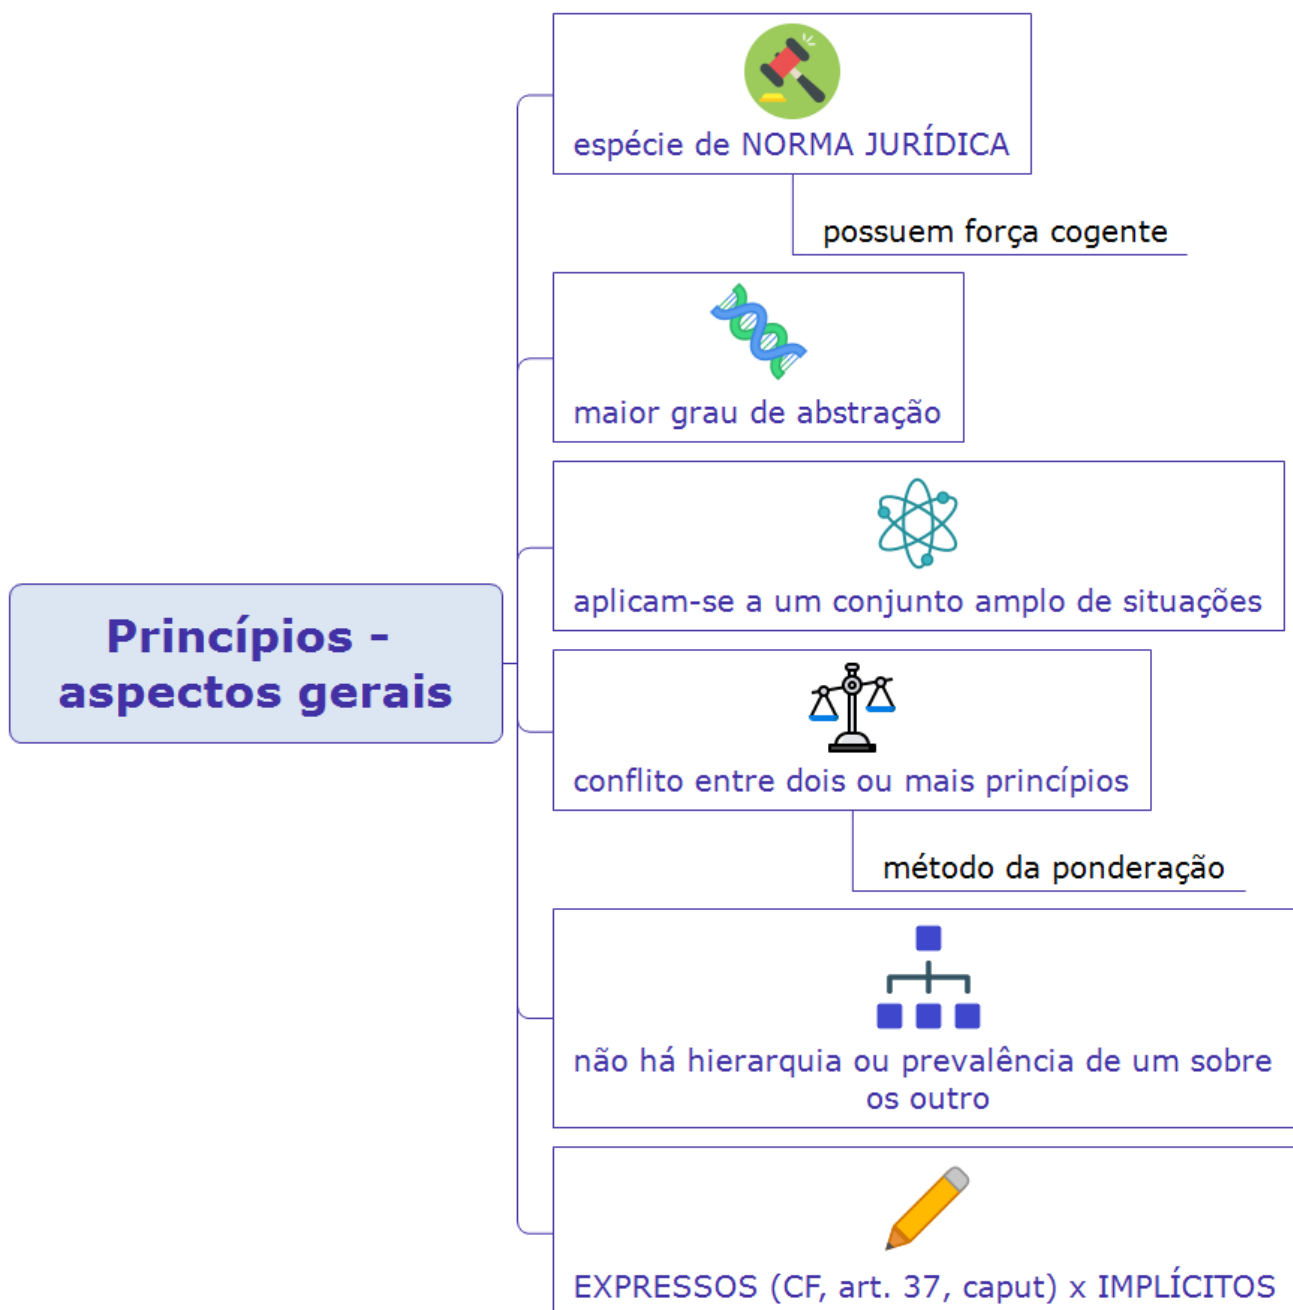 Princípios -
aspectos gerais
espécie de NORMA JURÍDICA
possuem força cogente
maior grau de abstração
aplicam-se a um conjunto amplo de situações
conflito entre dois ou mais princípios
método da ponderação
não há hierarquia ou prevalência de um sobre
os outro
EXPRESSOS (CF, art. 37, caput) x IMPLÍCITOS